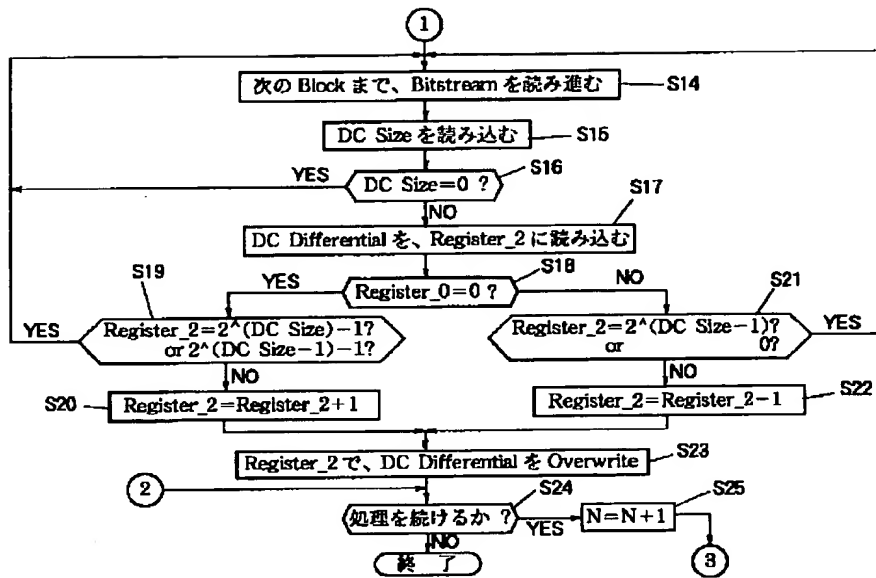 1
次の Block まで、Bitstream を読み進む
S14
DC Size を読み込む
S15
YES
DC Size=0 ?
S16
NO
S17
DC Differential を、Register_2 に読み込む
S19
YES
Register_0=0 ?
S18
NO
S21
YES
Register_2=2^(DC Size)-1?
or 2^(DC Size-1)-1?
Register_2=2^(DC Size-1)?
or 0?
YES
NO
NO
S20
Register_2=Register_2+1
Register_2=Register_2-1
S22
Register_2 で、DC Differential を Overwrite
S23
2
処理を続けるか ?
S24
YES
N=N+1
S25
NO
終 了
3